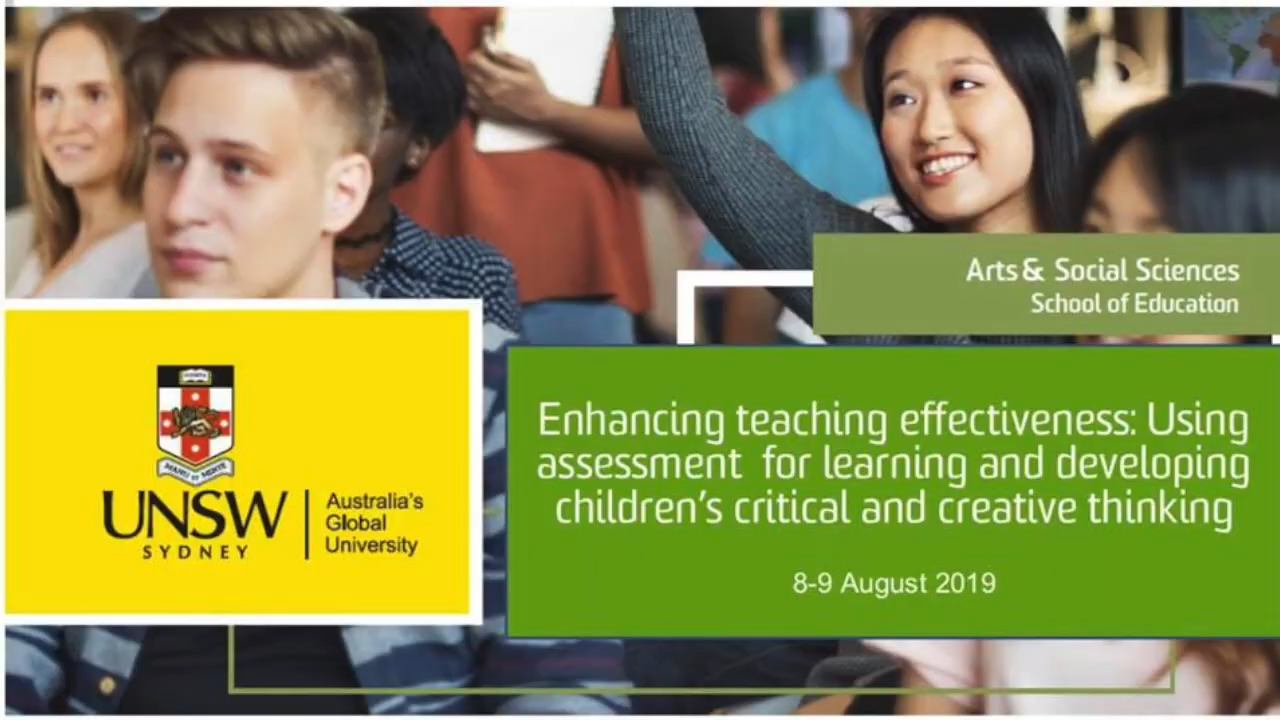 Arts & Social Sciences
School of Education
Enhancing teaching effectiveness: Using
assessment for learning and developing
children's critical and creative thinking
8-9 August 2019
UNSW
SYDNEY
Australia's
Global
University